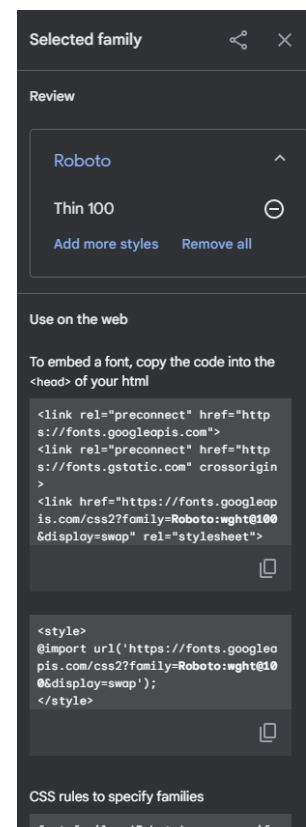 Selected family
Review
Roboto
Thin 100
Add more styles Remove all
Use on the web
To embed a font, copy the code into the
<head> of your html
<link rel="preconnect" href="http
s://fonts.googleapis.com">
<link rel="preconnect" href="http
s://fonts.gstatic.com" crossorigin
>
<link href="https://fonts.googleap
is.com/css2?family=Roboto:wght@100
&display=swap" rel="stylesheet">
<style>
@import url('https://fonts.googlea
pis.com/css2?family=Roboto:wght@10
0&display=swap');
</style>
CSS rules to specify families